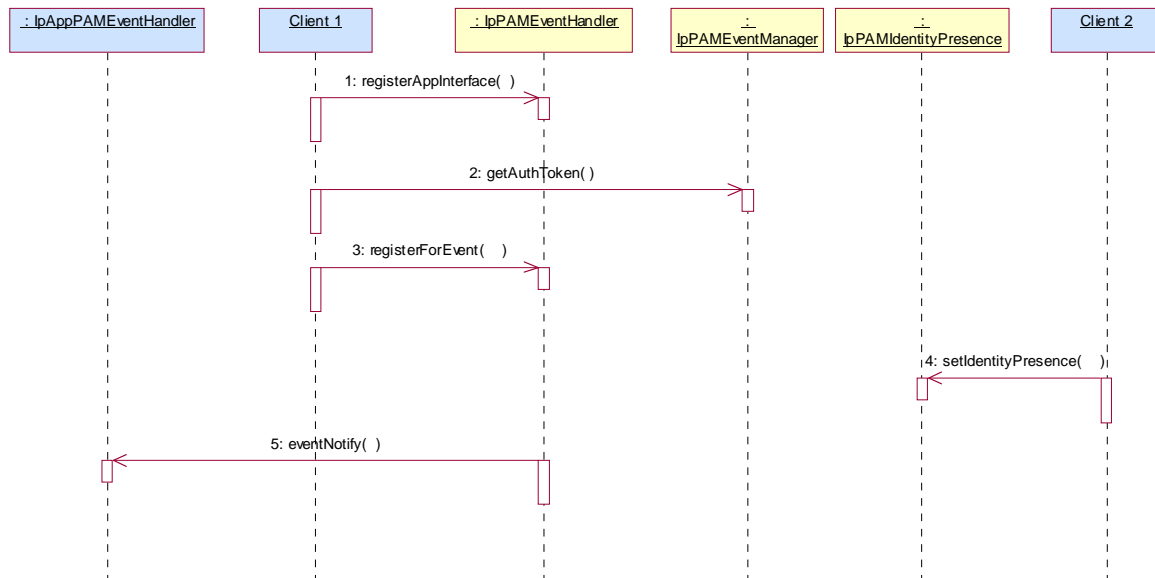 : IpAppPAMEventHandler
Client 1
: IpPAMEventHandler
:
IpPAMEventManager
:
IpPAMIdentityPresence
Client 2
1: registerAppInterface( )
2: getAuthToken( )
3: registerForEvent( )
4: setIdentityPresence( )
5: eventNotify( )